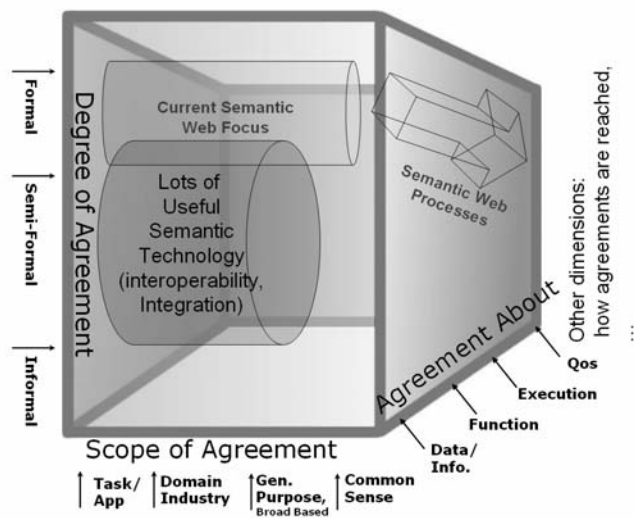 Formal
Semi-Formal
Informal
Degree of Agreement
Current Semantic
Web Focus
Lots of
Useful
Semantic
Technology
(interoperability,
Integration)
Semantic Web
Processes
Other dimensions:
how agreements are reached,
...
Agreement About
Qos
Execution
Function
Data/
Info.
Scope of Agreement
Task/
App
Domain
Industry
Gen.
Purpose,
Broad Based
Common
Sense